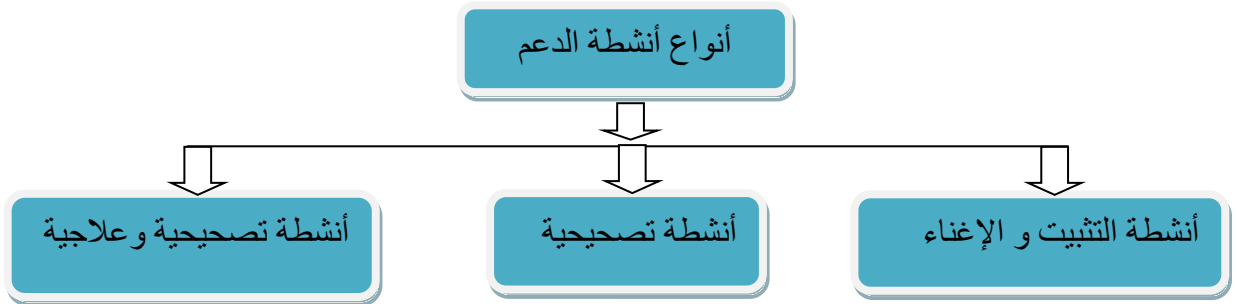 أنواع أنشطة الدعم
أنشطة التثبيت و الإغناء
أنشطة تصحيحية
أنشطة تصحيحية وعلاجية